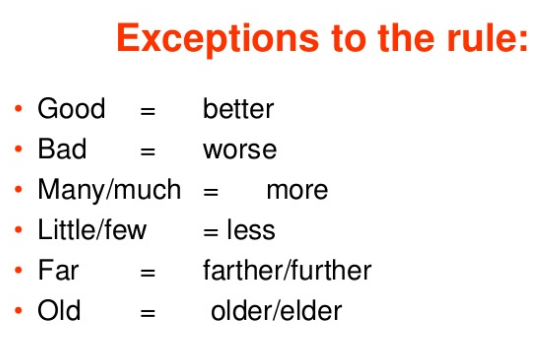 Exceptions to the rule:
• Good = better
• Bad = worse
• Many/much = more
• Little/few = less
• Far = farther/further
• Old = older/elder